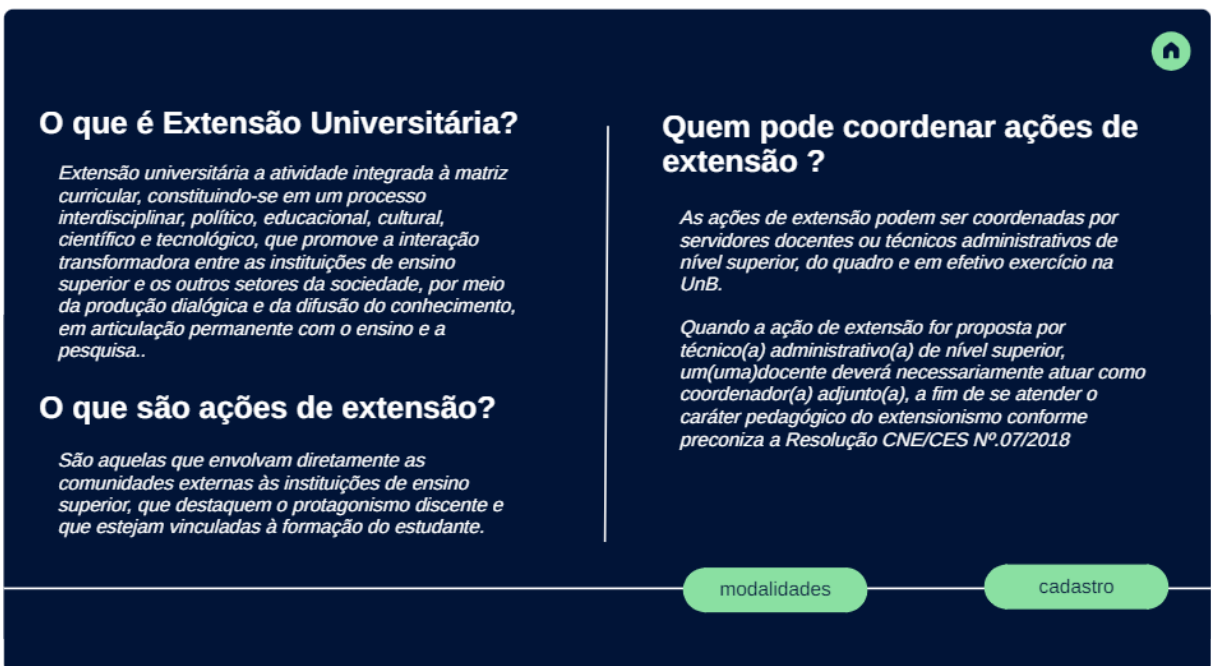 O que é Extensão Universitária?
Extensão universitária a atividade integrada à matriz
curricular, constituindo-se em um processo
interdisciplinar, político, educacional, cultural,
científico e tecnológico, que promove a interação
transformadora entre as instituições de ensino
superior e os outros setores da sociedade, por meio
da produção dialógica e da difusão do conhecimento,
em articulação permanente com o ensino e a
pesquisa..
O que são ações de extensão?
São aquelas que envolvam diretamente as
comunidades externas às instituições de ensino
superior, que destaquem o protagonismo discente e
que estejam vinculadas à formação do estudante.
Quem pode coordenar ações de
extensão ?
As ações de extensão podem ser coordenadas por
servidores docentes ou técnicos administrativos de
nível superior, do quadro e em efetivo exercício na
UnB.
Quando a ação de extensão for proposta por
técnico(a) administrativo(a) de nível superior,
um(uma)docente deverá necessariamente atuar como
coordenador(a) adjunto(a), a fim de se atender o
caráter pedagógico do extensionismo conforme
preconiza a Resolução CNE/CES Nº.07/2018
modalidades
cadastro